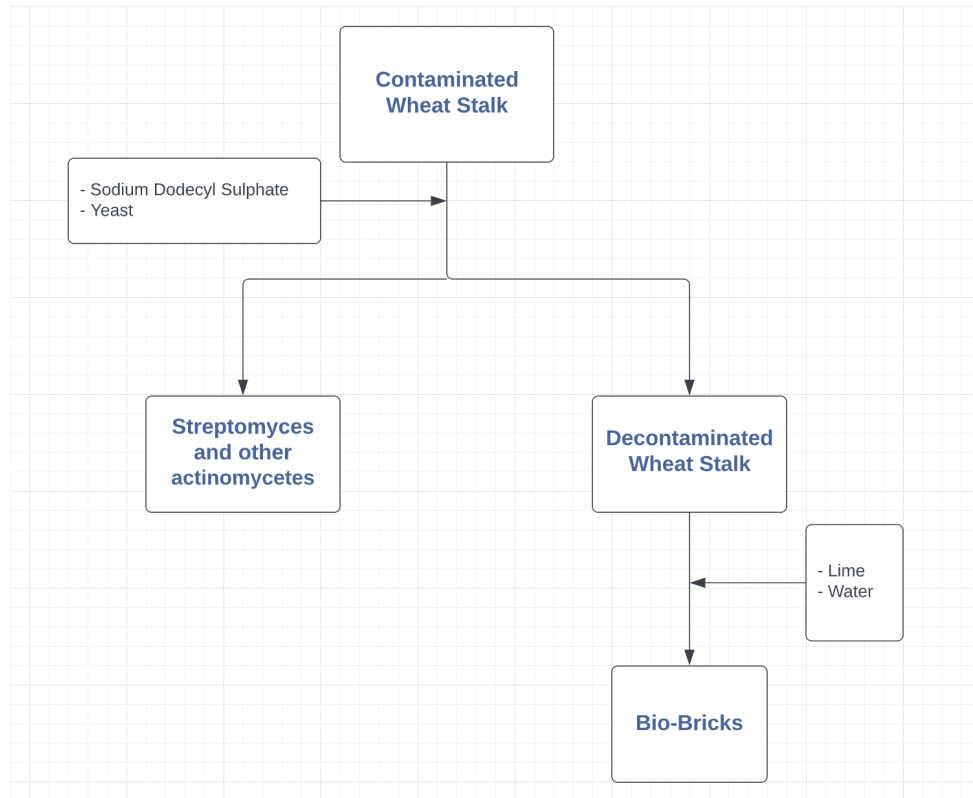 Contaminated
Wheat Stalk
- Sodium Dodecyl Sulphate
- Yeast
Streptomyces
and other
actinomycetes
Decontaminated
Wheat Stalk
- Lime
- Water
Bio-Bricks